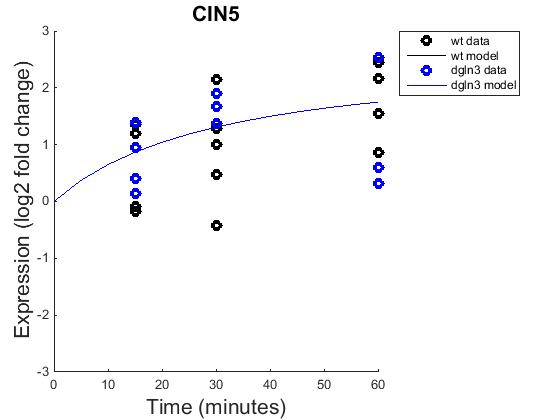 CIN5
3
2
1
0
-1
-2
-3
Expression (log2 fold change)
0 10 20 30 40 50 60
Time (minutes)
wt data
wt model
dgln3 data
dgln3 model